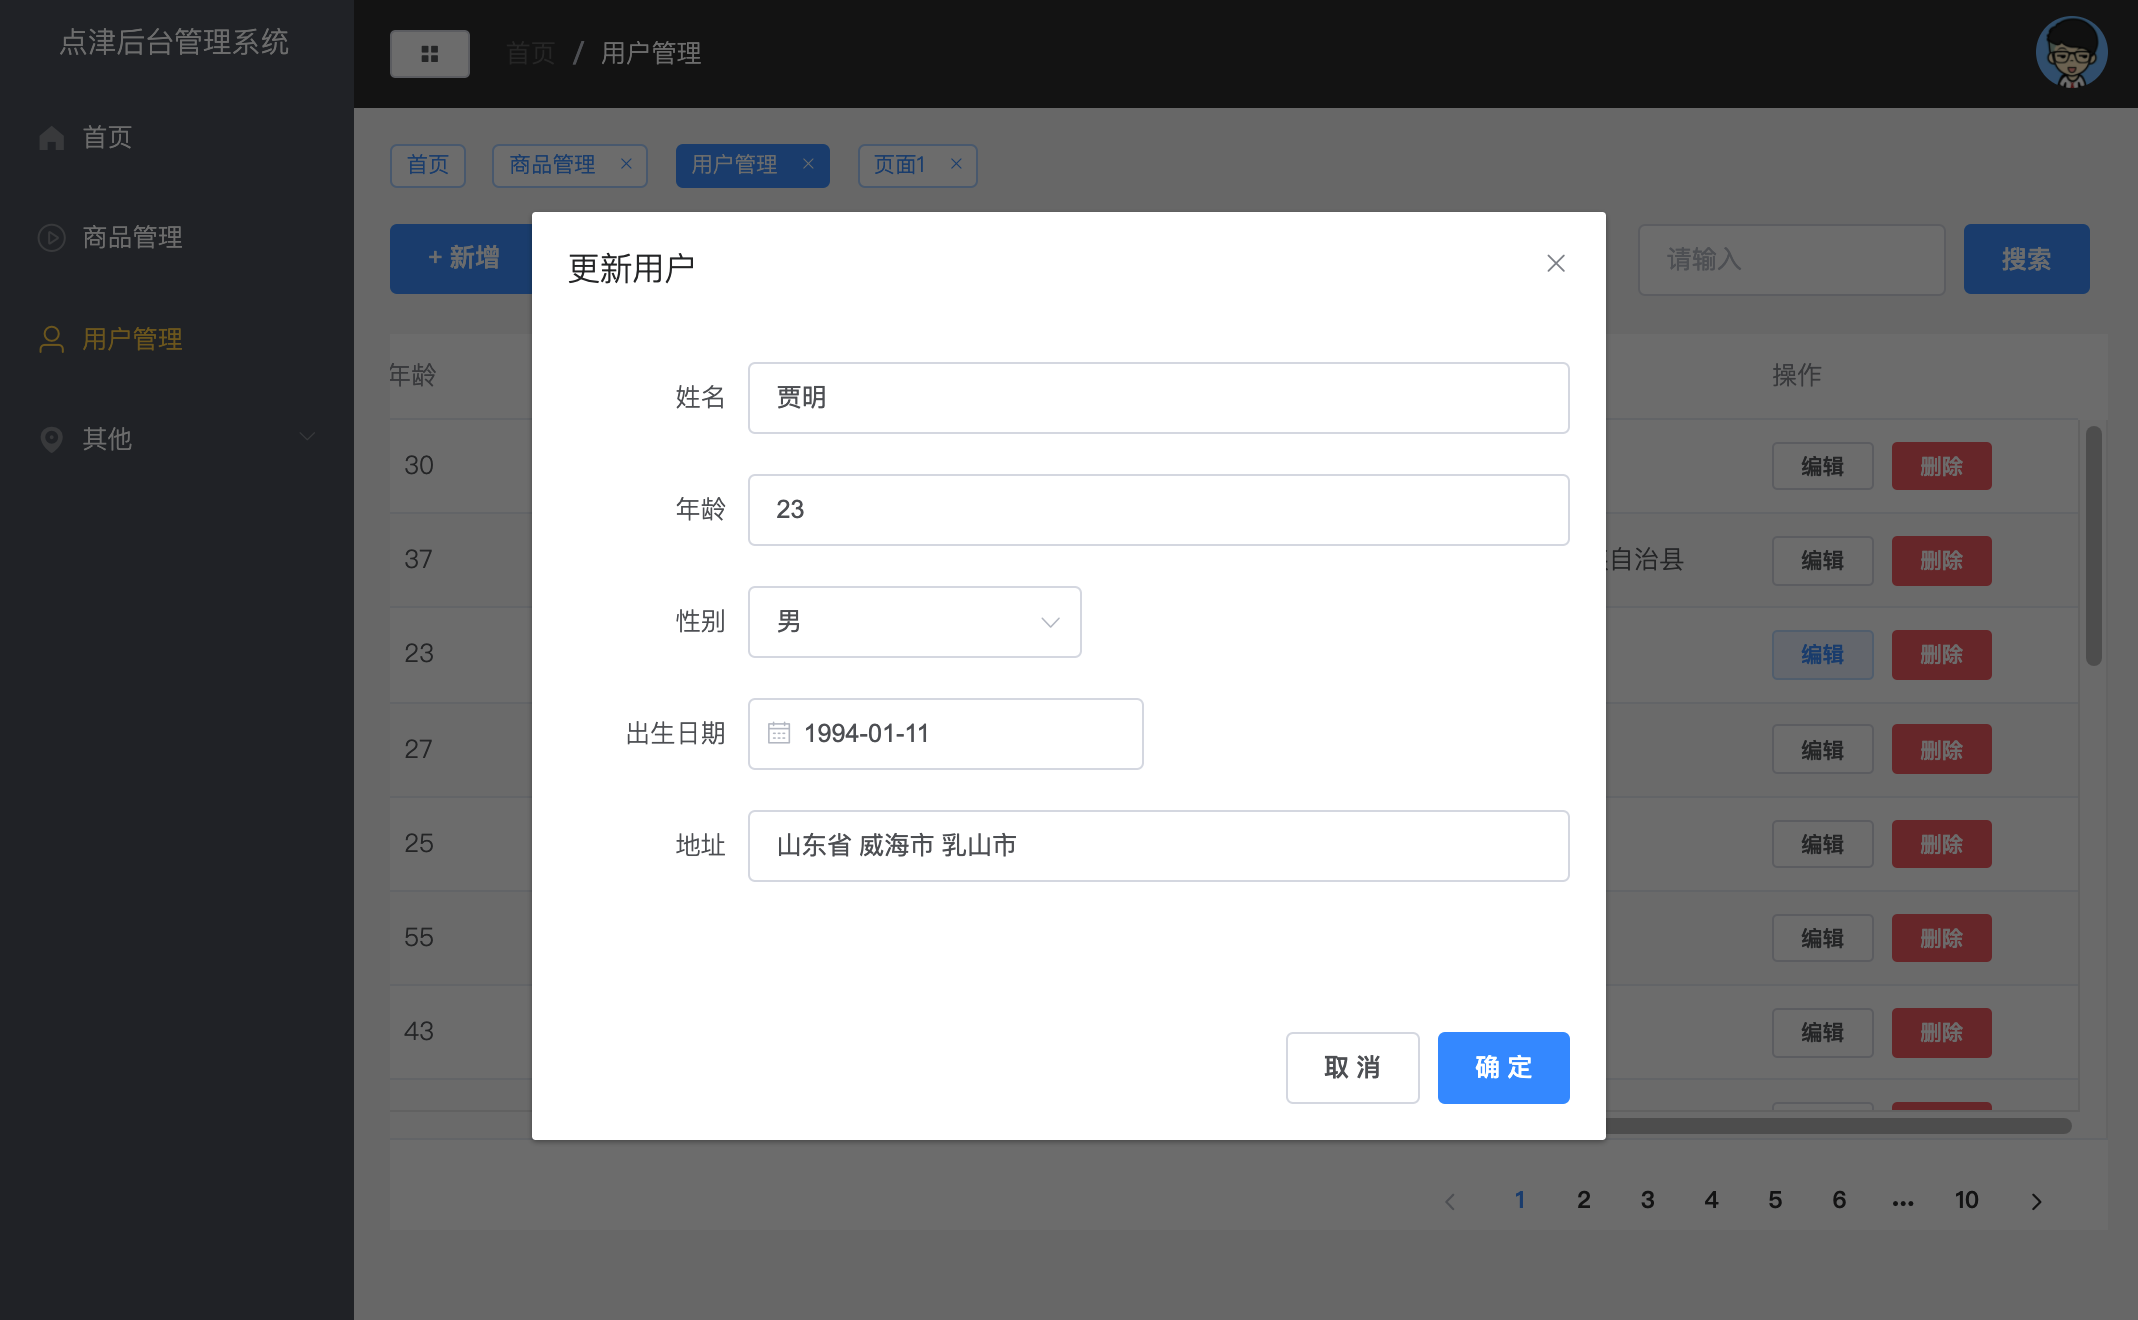 点津后台管理系统
首页 / 用户管理
首页
商品管理
用户管理
其他
首页 商品管理 × 用户管理 × 页面1 ×
+ 新增 请输入 搜索
更新用户
姓名 贾明
年龄 23
性别 男
出生日期 1994-01-11
地址 山东省 威海市 乳山市
取 消 确 定
年龄 操作
30 编辑 删除
37 自治县 编辑 删除
23 编辑 删除
27 编辑 删除
25 编辑 删除
55 编辑 删除
43 编辑 删除
1 2 3 4 5 6 ... 10